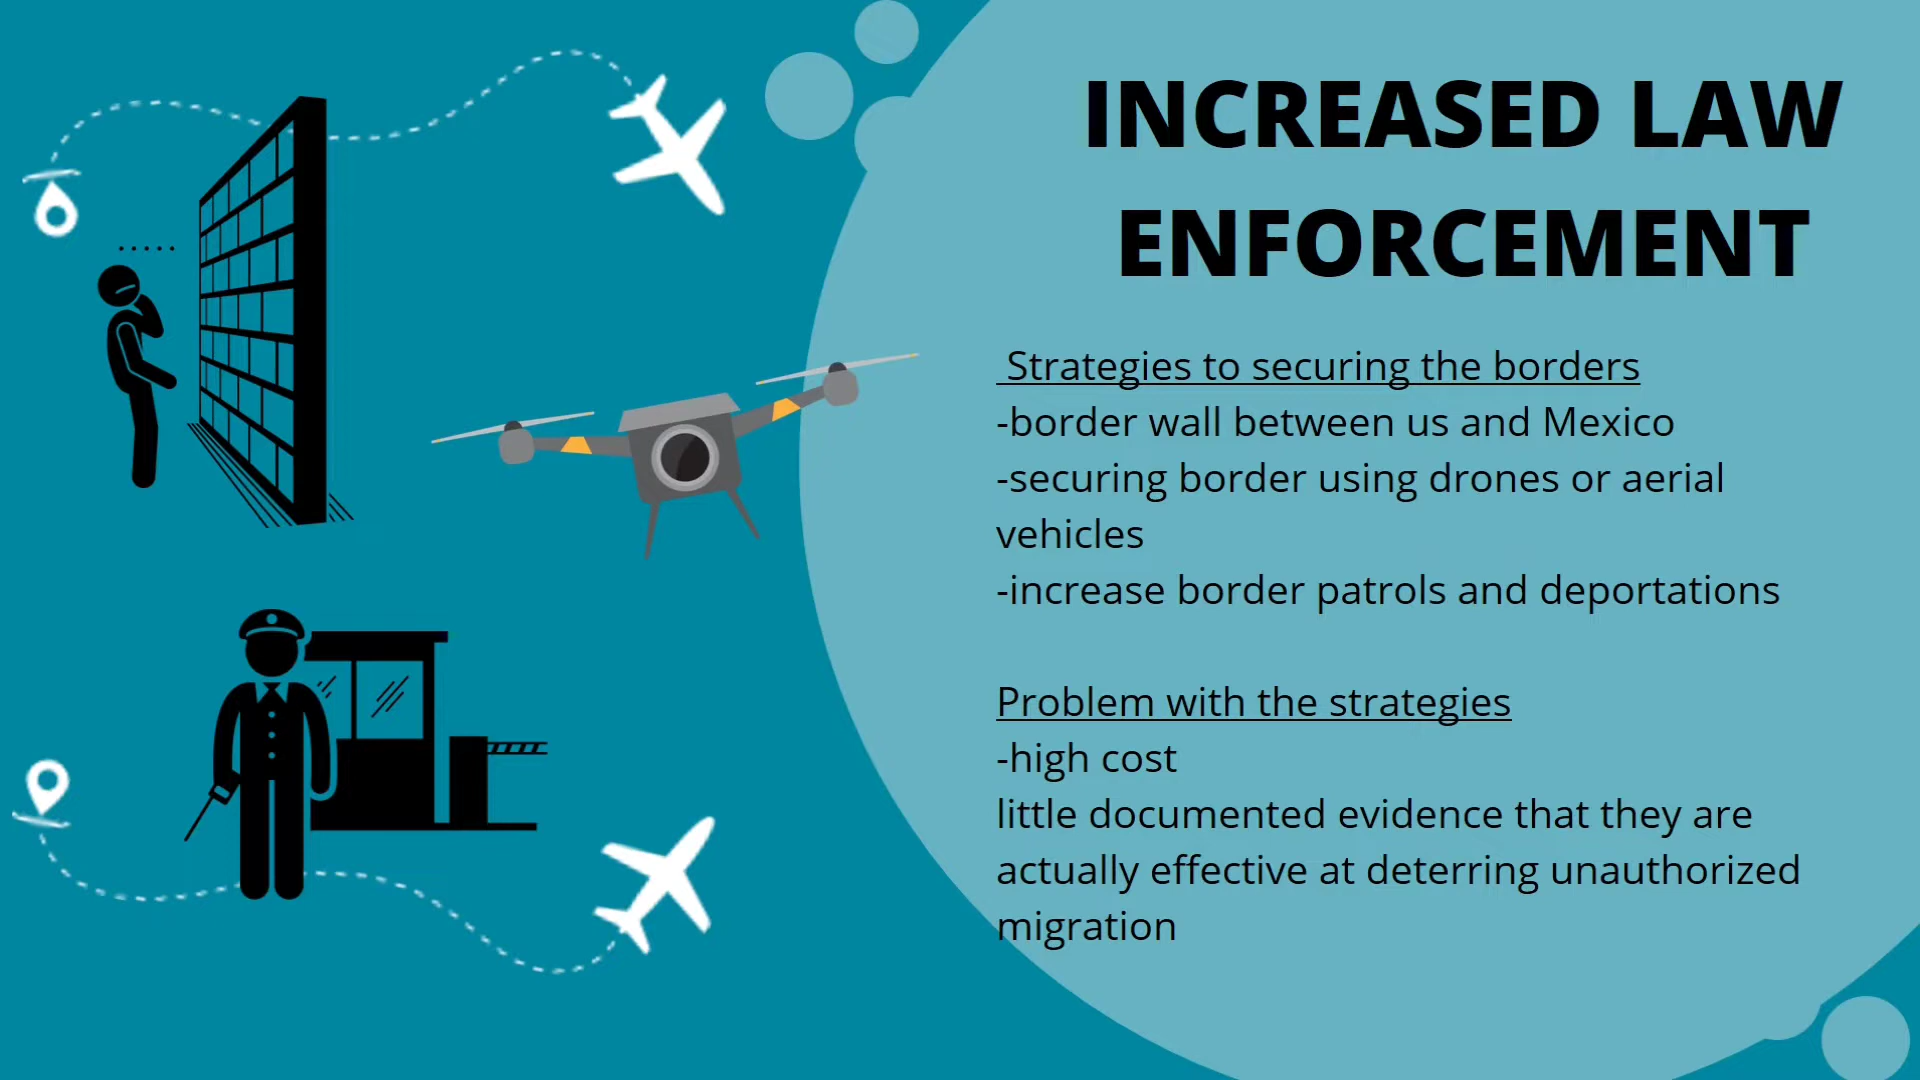 INCREASED LAW
ENFORCEMENT
Strategies to securing the borders
-border wall between us and Mexico
-securing border using drones or aerial
vehicles
-increase border patrols and deportations
Problem with the strategies
-high cost
little documented evidence that they are
actually effective at deterring unauthorized
migration